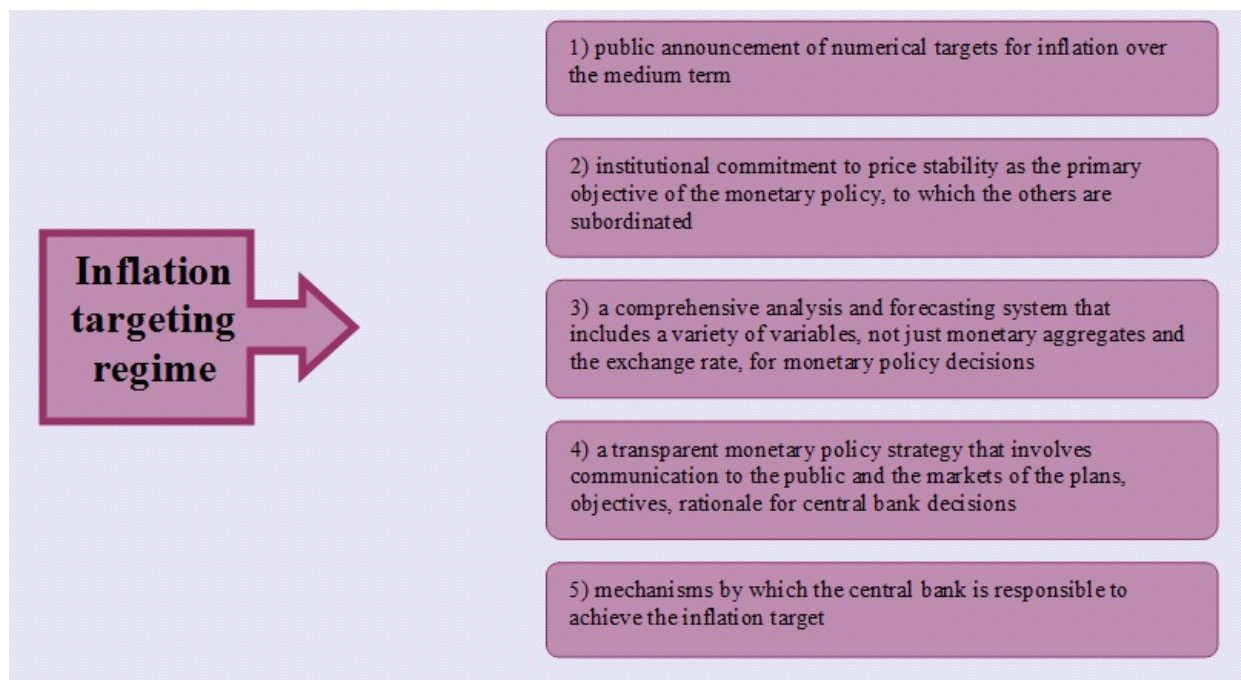 Inflation
targeting
regime
1) public announcement of numerical targets for inflation over
the medium term
2) institutional commitment to price stability as the primary
objective of the monetary policy, to which the others are
subordinated
3) a comprehensive analysis and forecasting system that
includes a variety of variables, not just monetary aggregates and
the exchange rate, for monetary policy decisions
4) a transparent monetary policy strategy that involves
communication to the public and the markets of the plans,
objectives, rationale for central bank decisions
5) mechanisms by which the central bank is responsible to
achieve the inflation target